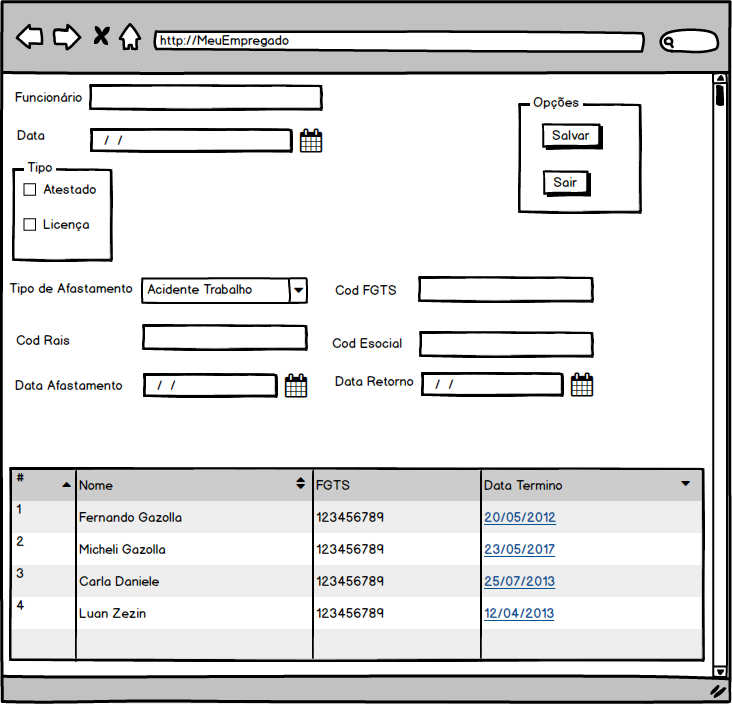 http://MeuEmpregado
Funcionário
Opções
Data / /
Salvar
Tipo
Atestado
Sair
Licença
Tipo de Afastamento Acidente Trabalho Cod FGTS
Cod Rais Cod Esocial
Data Afastamento / / Data Retorno / /
# Nome FGTS Data Termino
1 Fernando Gazolla 123456789 20/05/2012
2 Micheli Gazolla 123456789 23/05/2017
3 Carla Daniele 123456789 25/07/2013
4 Luan Zezin 123456789 12/04/2013